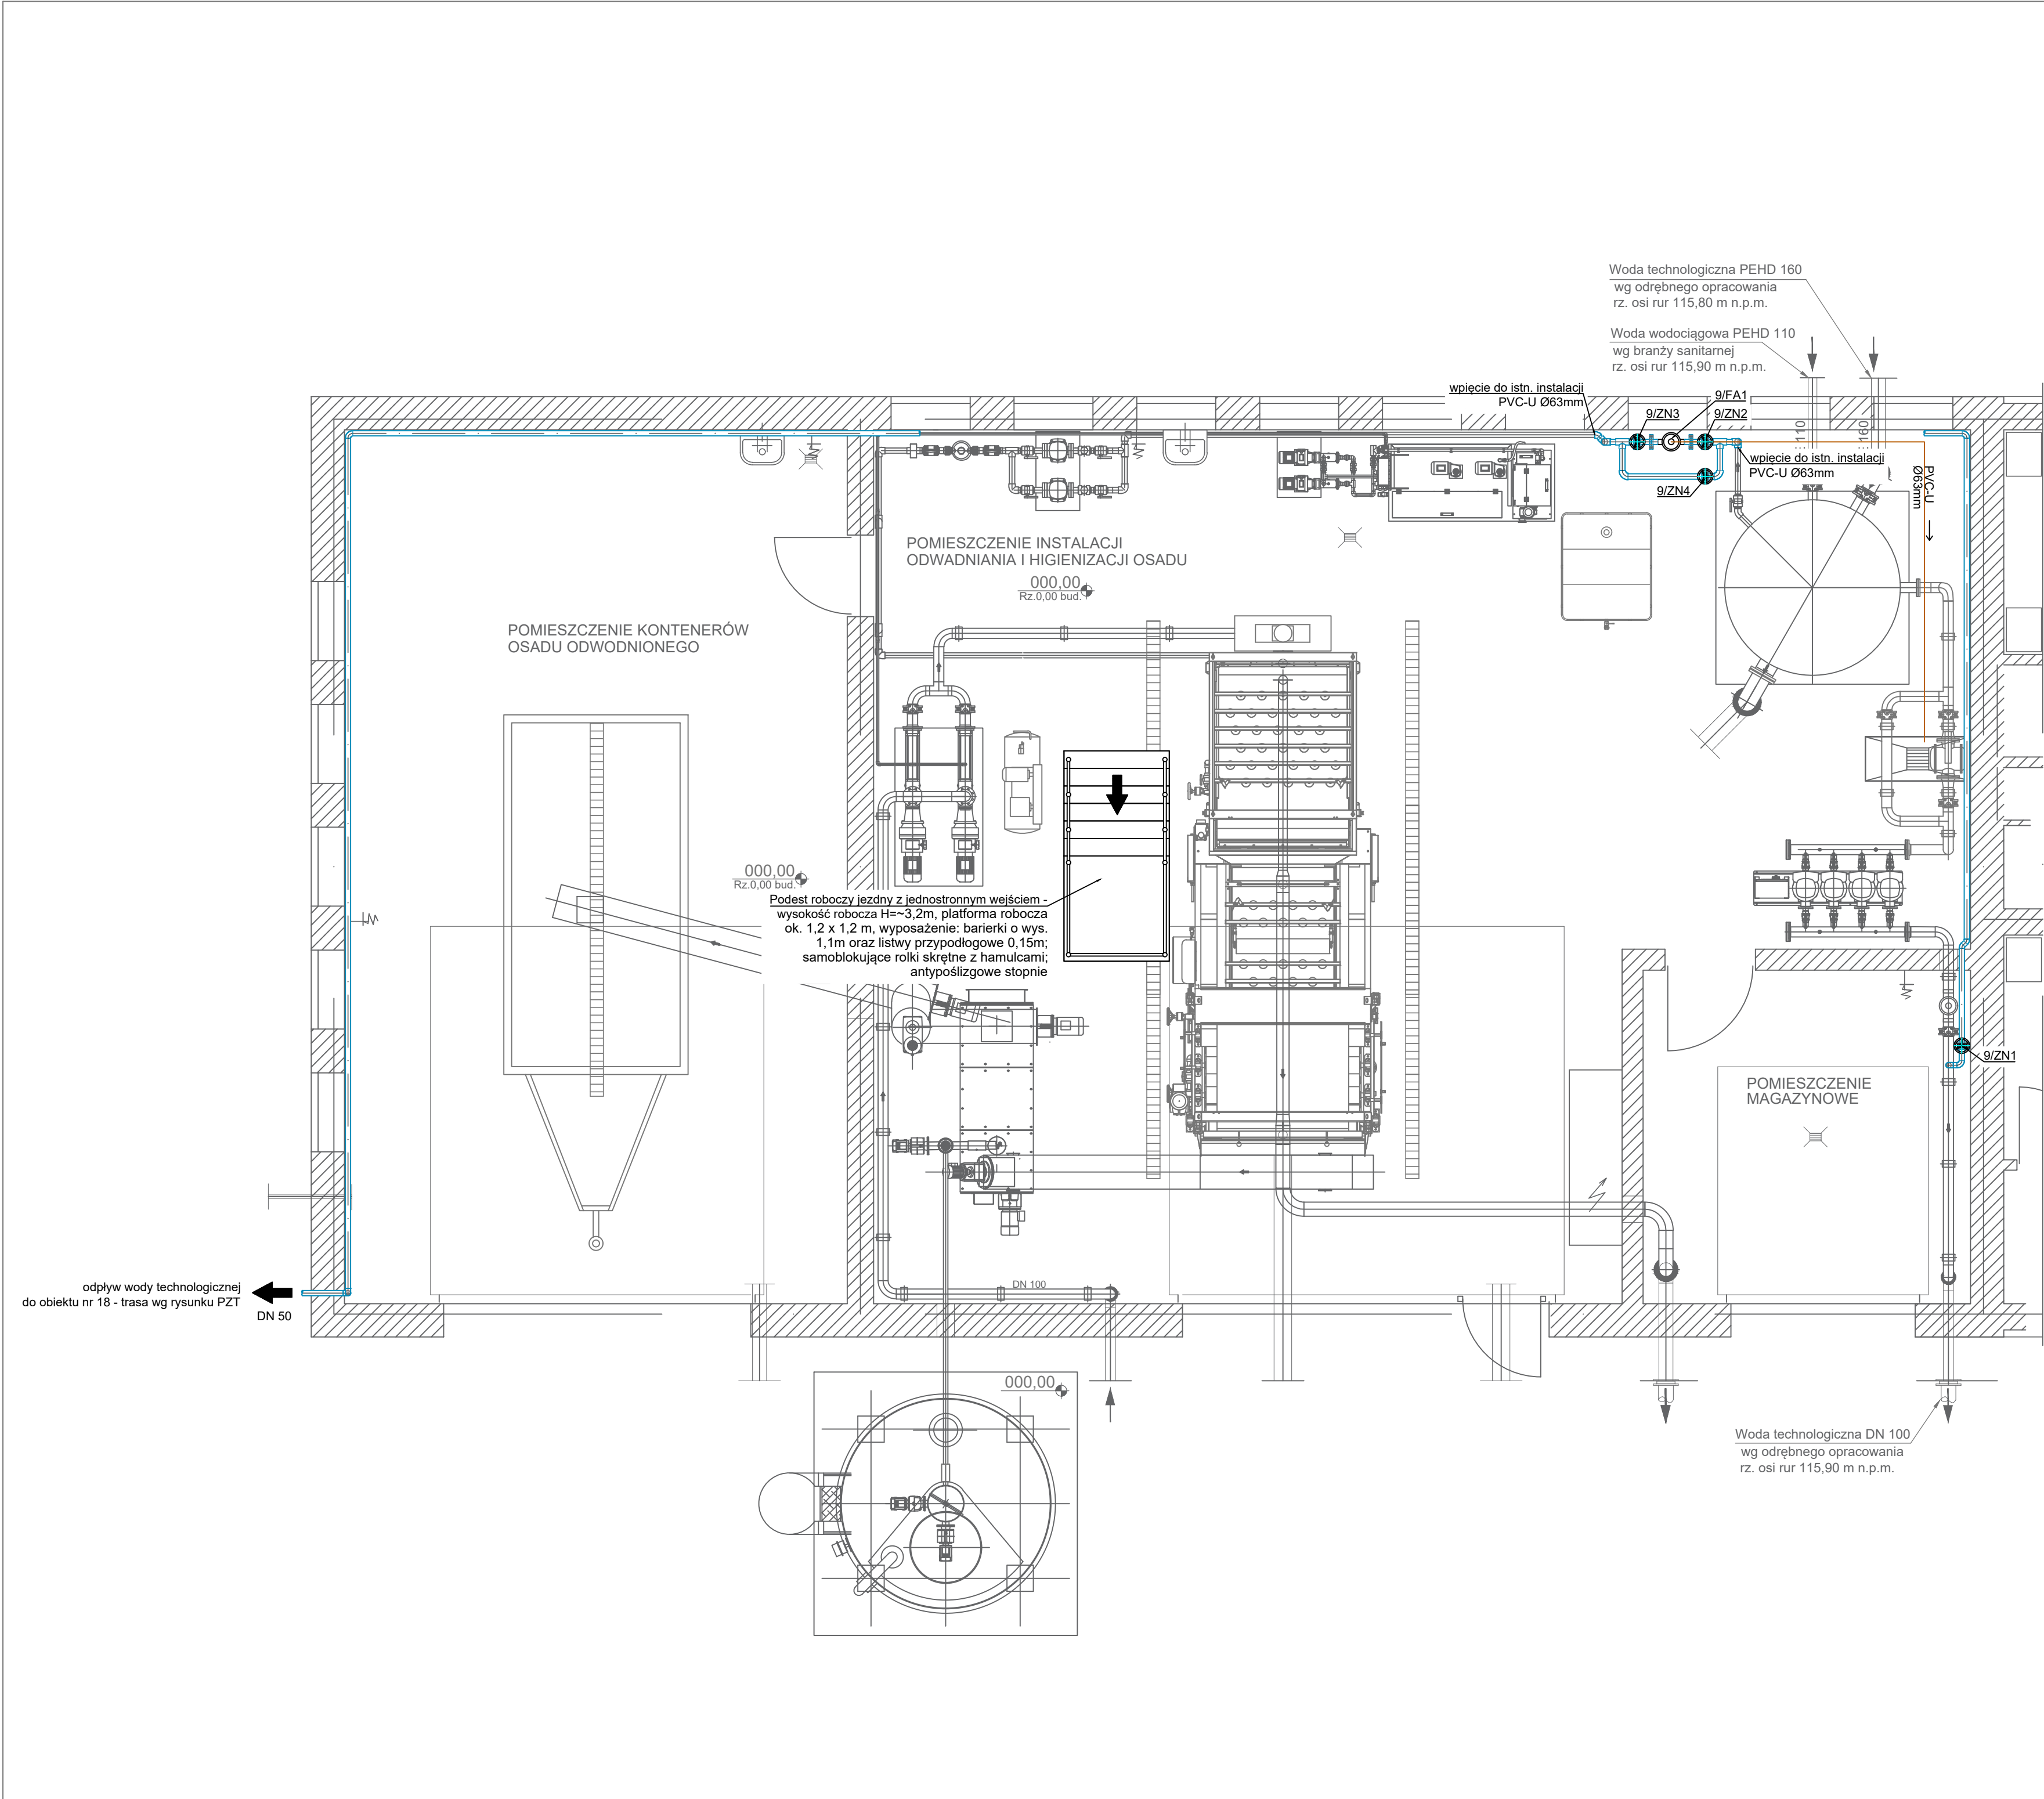 Woda technologiczna PEHD 160
wg odrębnego opracowania
rz. osi rur 115,80 m n.p.m.
Woda wodociągowa PEHD 110
wg branży sanitarnej
rz. osi rur 115,90 m n.p.m.
wpięcie do istn. instalacji
PVC-U Ø63mm
9/FA1
9/ZN3
9/ZN2
110
160
wpięcie do istn. instalacji
PVC-U Ø63mm
9/ZN4
PVC-U
Ø63mm
POMIESZCZENIE INSTALACJI
ODWADNIANIA I HIGIENIZACJI OSADU
000,00
Rz.0,00 bud.
POMIESZCZENIE KONTENERÓW
OSADU ODWODNIONEGO
000,00
Rz.0,00 bud.
Podest roboczy jezdny z jednostronnym wejściem -
wysokość robocza H=~3,2m, platforma robocza
ok. 1,2 x 1,2 m, wyposażenie: barierki o wys.
1,1m oraz listwy przypodłogowe 0,15m;
samoblokujące rolki skrętne z hamulcami;
antypoślizgowe stopnie
9/ZN1
POMIESZCZENIE
MAGAZYNOWE
odpływ wody technologicznej
do obiektu nr 18 - trasa wg rysunku PZT
DN 50
DN 100
000,00
Woda technologiczna DN 100
wg odrębnego opracowania
rz. osi rur 115,90 m n.p.m.